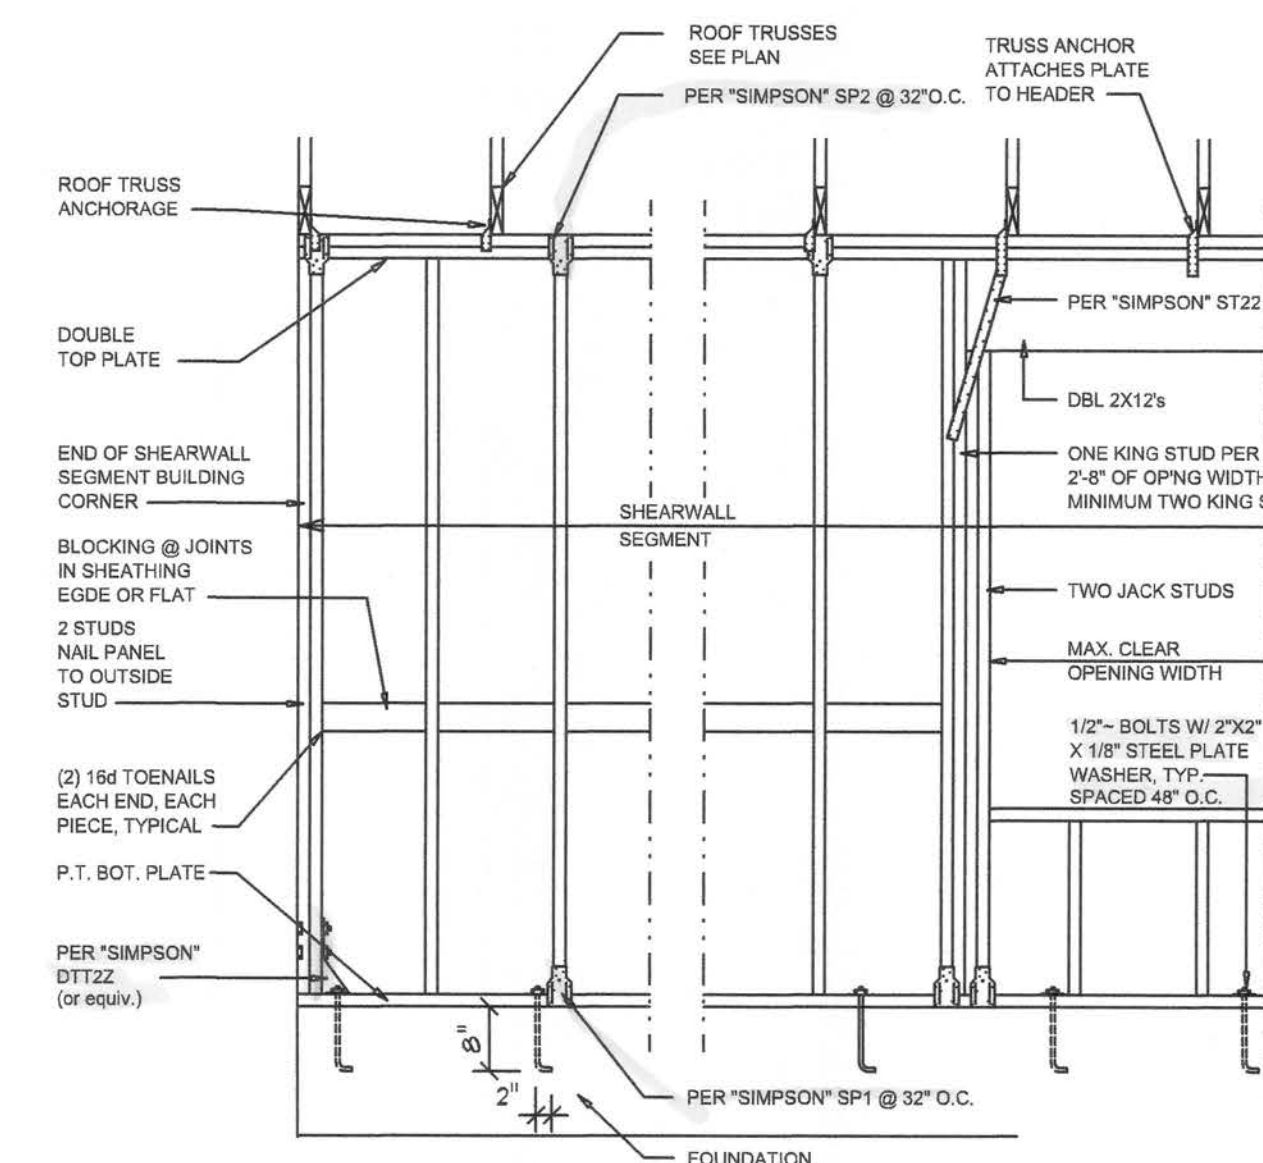 ROOF TRUSSES
SEE PLAN
PER "SIMPSON" SP2 @ 32"O.C.
TRUSS ANCHOR
ATTACHES PLATE
TO HEADER
ROOF TRUSS
ANCHORAGE
DOUBLE
TOP PLATE
END OF SHEARWALL
SEGMENT BUILDING
CORNER
BLOCKING @ JOINTS
IN SHEATHING
EGDE OR FLAT
2 STUDS
NAIL PANEL
TO OUTSIDE
STUD
(2) 16d TOENAILS
EACH END, EACH
PIECE, TYPICAL
P.T. BOT. PLATE
PER "SIMPSON"
DTT2Z
(or equiv.)
SHEARWALL
SEGMENT
PER "SIMPSON" ST22
DBL 2X12's
ONE KING STUD PER
2'-8" OF OP'NG WIDTH
MINIMUM TWO KING S
TWO JACK STUDS
MAX. CLEAR
OPENING WIDTH
1/2"~ BOLTS W/ 2"X2"
X 1/8" STEEL PLATE
WASHER, TYP.
SPACED 48" O.C.
8"
2"
PER "SIMPSON" SP1 @ 32" O.C.
FOUNDATION